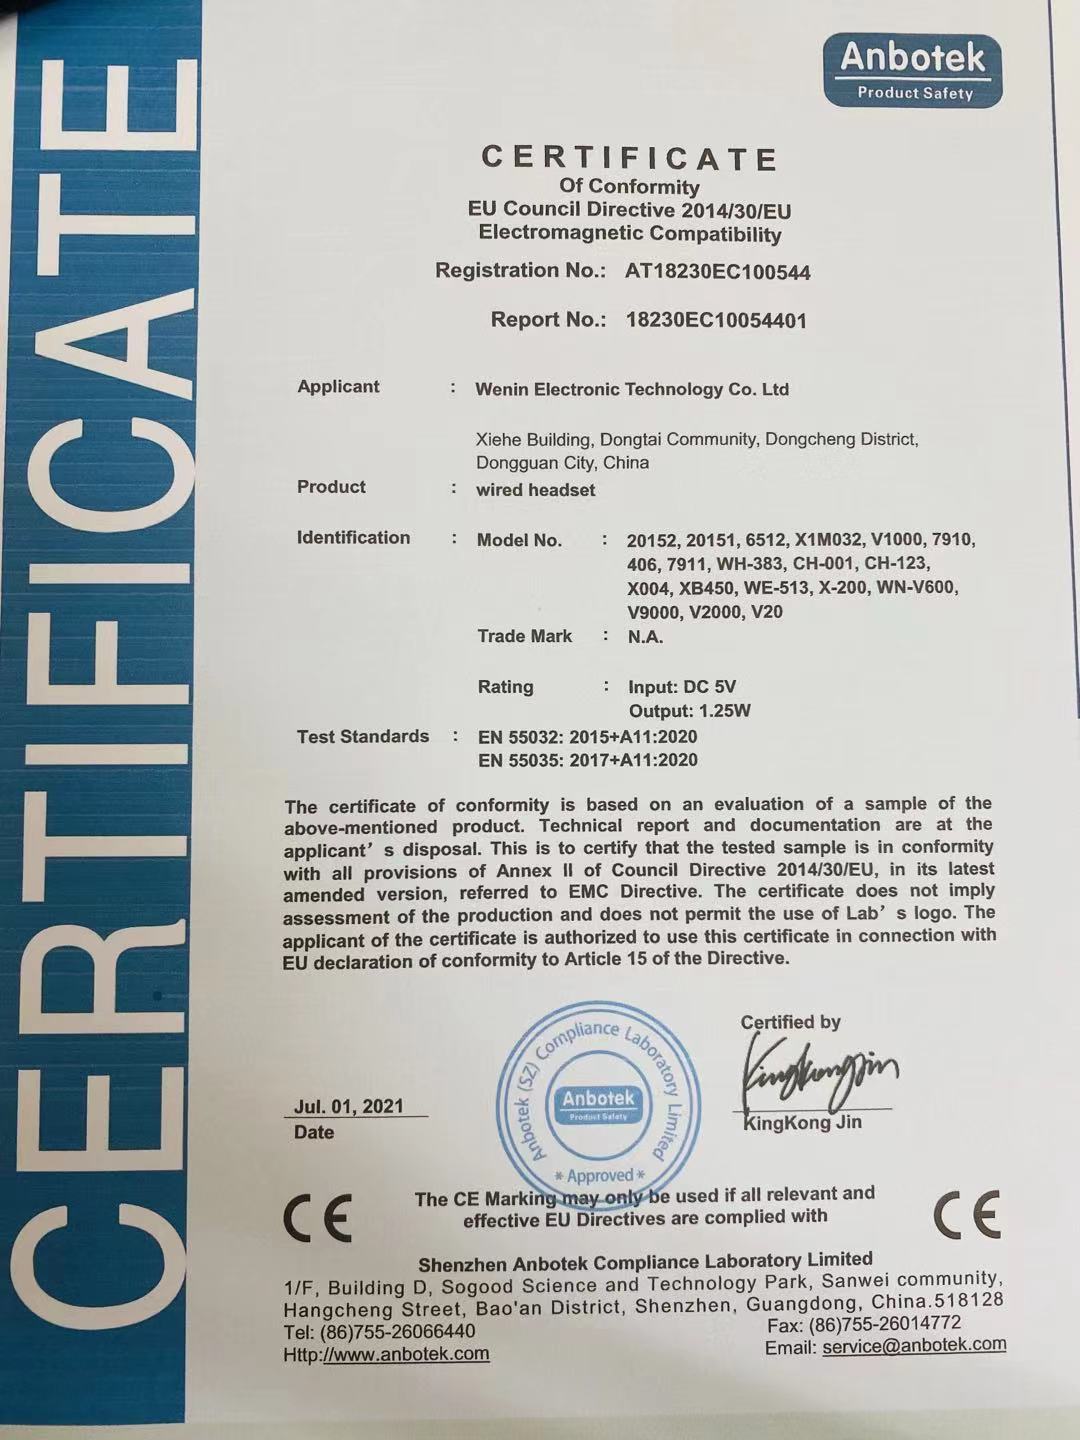 CERTIFICATE
Anbotek
Product Safety
CERTIFICATE
Of Conformity
EU Council Directive 2014/30/EU
Electromagnetic Compatibility
Registration No.: AT18230EC100544
Report No.: 18230EC10054401
Applicant : Wenin Electronic Technology Co. Ltd
Xiehe Building, Dongtai Community, Dongcheng District,
Dongguan City, China
Product : wired headset
Identification : Model No. : 20152, 20151, 6512, X1M032, V1000, 7910,
406, 7911, WH-383, CH-001, CH-123,
X004, XB450, WE-513, X-200, WN-V600,
V9000, V2000, V20
Trade Mark : N.A.
Rating : Input: DC 5V
Output: 1.25W
Test Standards : EN 55032: 2015+A11:2020
EN 55035: 2017+A11:2020
The certificate of conformity is based on an evaluation of a sample of the
above-mentioned product. Technical report and documentation are at the
applicant's disposal. This is to certify that the tested sample is in conformity
with all provisions of Annex II of Council Directive 2014/30/EU, in its latest
amended version, referred to EMC Directive. The certificate does not imply
assessment of the production and does not permit the use of Lab's logo. The
applicant of the certificate is authorized to use this certificate in connection with
EU declaration of conformity to Article 15 of the Directive.
Anbotek (SZ) Compliance Laboratory Limited
Anbotek
Product Safety
* Approved *
Certified by
KingKong Jin
KingKong Jin
Jul. 01, 2021
Date
CE
The CE Marking may only be used if all relevant and
effective EU Directives are complied with
CE
Shenzhen Anbotek Compliance Laboratory Limited
1/F, Building D, Sogood Science and Technology Park, Sanwei community,
Hangcheng Street, Bao'an District, Shenzhen, Guangdong, China.518128
Tel: (86)755-26066440 Fax: (86)755-26014772
Http://www.anbotek.com Email: service@anbotek.com